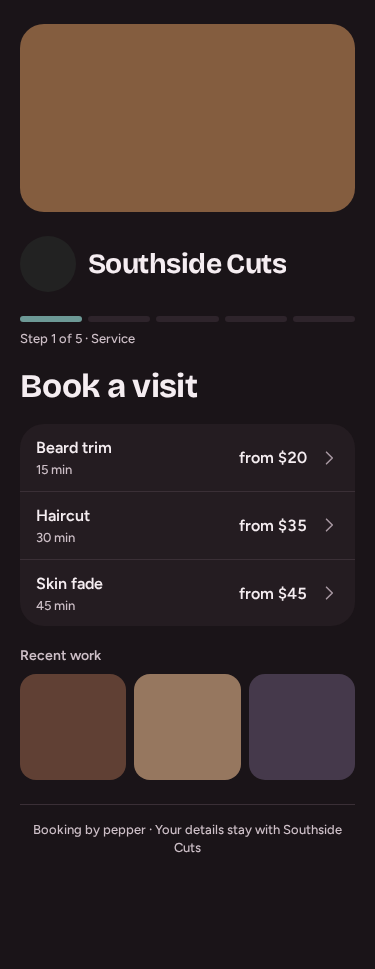 Southside Cuts
Step 1 of 5 · Service
Book a visit
Beard trim
from $20
15 min
Haircut
from $35
30 min
Skin fade
from $45
45 min
Recent work
Booking by pepper · Your details stay with Southside
Cuts